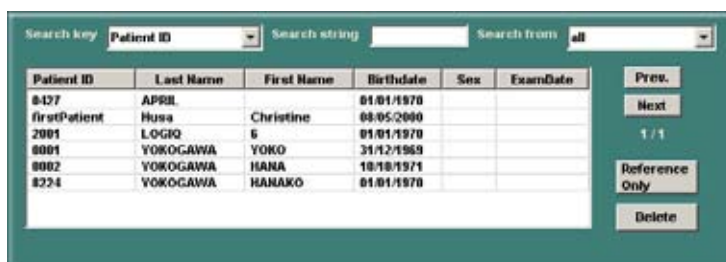 Search key Patient ID Search string Search from all
Patient ID Last Name First Name Birthdate Sex ExamDate
0427 APRIL 01/01/1970
firstPatient Husa Christine 08/05/2000
2001 LOGIQ 6 01/01/1970
0001 YOKOGAWA YOKO 31/12/1969
0002 YOKOGAWA HANA 10/10/1971
0224 YOKOGAWA HANAKO 01/01/1970
Prev.
Next
1 / 1
Reference
Only
Delete